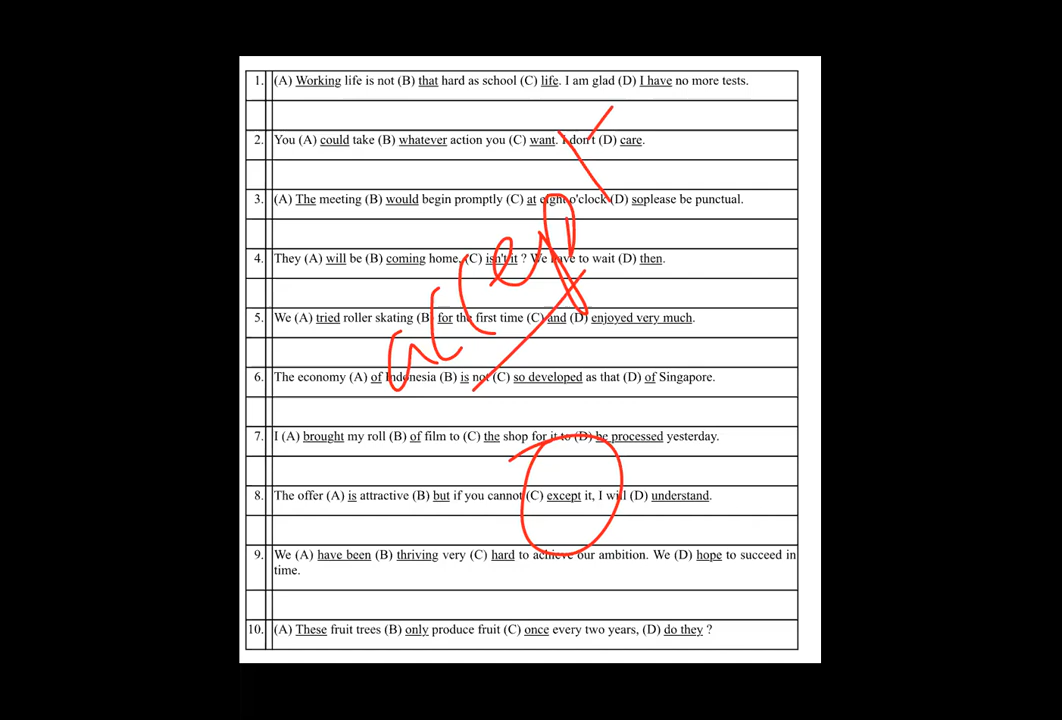 1. (A) Working life is not (B) that hard as school (C) life. I am glad (D) I have no more tests.
2. You (A) could take (B) whatever action you (C) want. I don't (D) care.
3. (A) The meeting (B) would begin promptly (C) at eight o'clock (D) soplease be punctual.
4. They (A) will be (B) coming home, (C) isn't it ? We have to wait (D) then.
5. We (A) tried roller skating (B) for the first time (C) and (D) enjoyed very much.
6. The economy (A) of Indonesia (B) is not (C) so developed as that (D) of Singapore.
7. I (A) brought my roll (B) of film to (C) the shop for it to (D) be processed yesterday.
8. The offer (A) is attractive (B) but if you cannot (C) except it, I will (D) understand.
9. We (A) have been (B) thriving very (C) hard to achieve our ambition. We (D) hope to succeed in
time.
10. (A) These fruit trees (B) only produce fruit (C) once every two years, (D) do they ?
accept